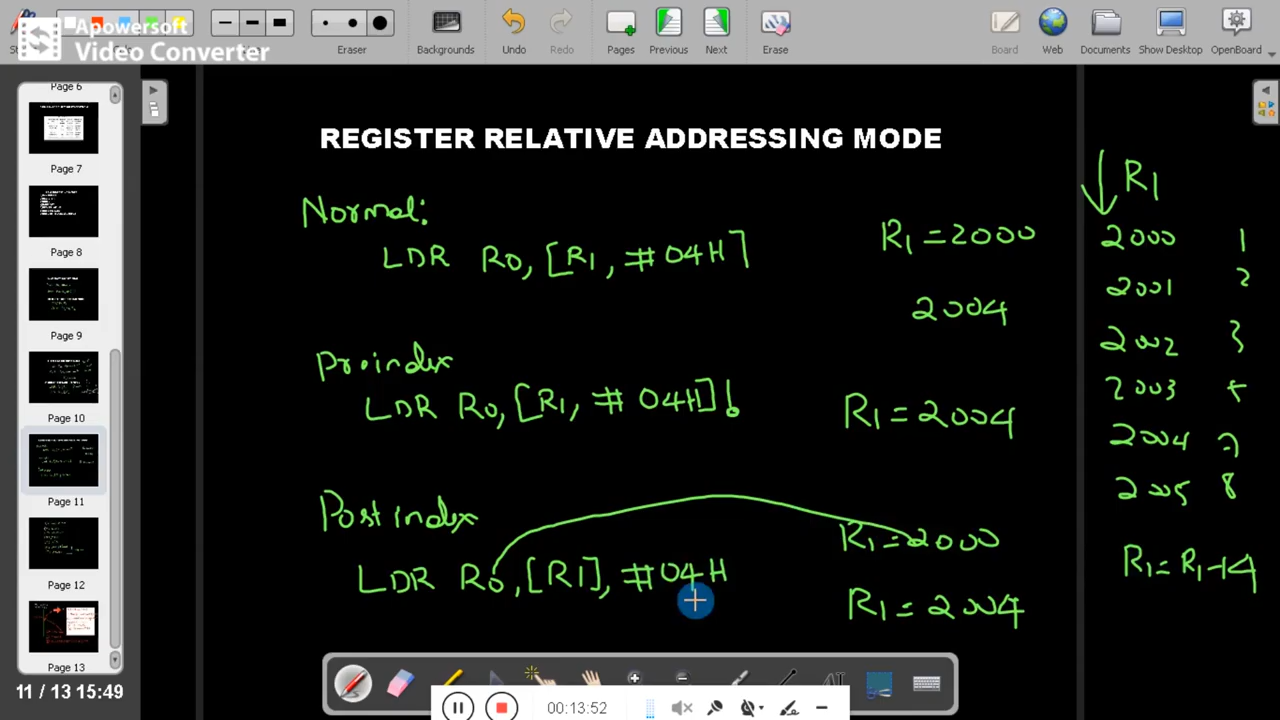 Apowersoft
Video Converter
Eraser
Backgrounds
Undo
Redo
Pages
Previous
Next
Erase
Board
Web
Documents
Show Desktop
OpenBoard
Page 6
Page 7
Page 8
Page 9
Page 10
Page 11
Page 12
Page 13
11 / 13 15:49
REGISTER RELATIVE ADDRESSING MODE
Normal:
LDR R0, [R1, #04H]
R1 = 2000
2004
Preindex
LDR R0, [R1, # 04H]!
R1 = 2004
Post index
R1 = 2000
LDR R0, [R1], #04H
R1 = 2004
R1
2000 1
2001 2
2002 3
2003
2004 7
2005 8
R1 = R1+4
00:13:52